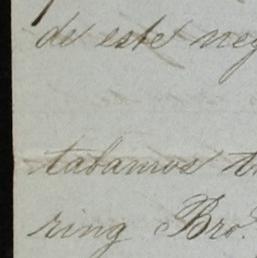 de este neg
tabamos t
ring Bro.